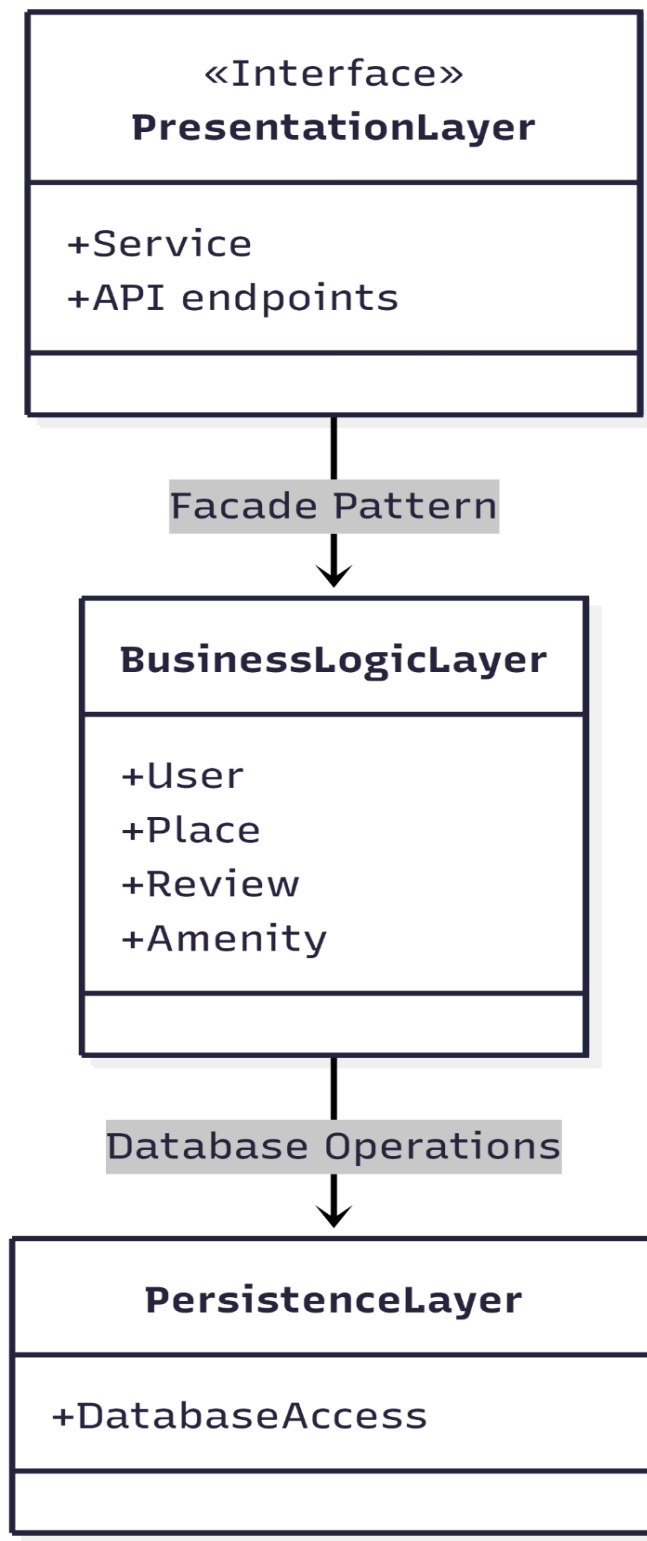 «Interface»
PresentationLayer
+Service
+API endpoints
Facade Pattern
BusinessLogicLayer
+User
+Place
+Review
+Amenity
Database Operations
PersistenceLayer
+DatabaseAccess